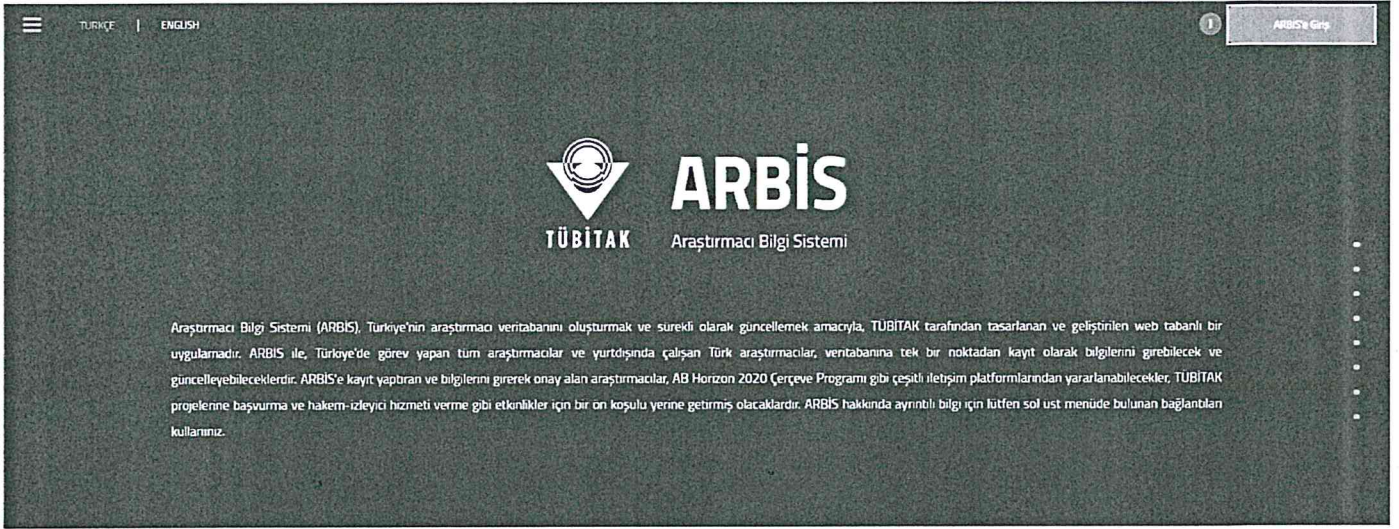 TÜRKÇE | ENGLISH
1
ARBİS'e Giriş
ARBİS
TÜBİTAK
Araştırmacı Bilgi Sistemi
Araştırmacı Bilgi Sistemi (ARBİS), Türkiye'nin araştırmacı veritabanını oluşturmak ve sürekli olarak güncellemek amacıyla, TÜBİTAK tarafından tasarlanan ve geliştirilen web tabanlı bir
uygulamadır. ARBİS ile, Türkiye'de görev yapan tüm araştırmacılar ve yurtdışında çalışan Türk araştırmacılar, veritabanına tek bir noktadan kayıt olarak bilgilerini girebilecek ve
güncelleyebileceklerdir. ARBİS'e kayıt yaptıran ve bilgilerini girerek onay alan araştırmacılar, AB Horizon 2020 Çerçeve Programı gibi çeşitli iletişim platformlarından yararlanabilecekler, TÜBİTAK
projelerine başvurma ve hakem-izleyici hizmeti verme gibi etkinlikler için bir ön koşulu yerine getirmiş olacaklardır. ARBİS hakkında ayrıntılı bilgi için lütfen sol üst menüde bulunan bağlantıları
kullanınız.